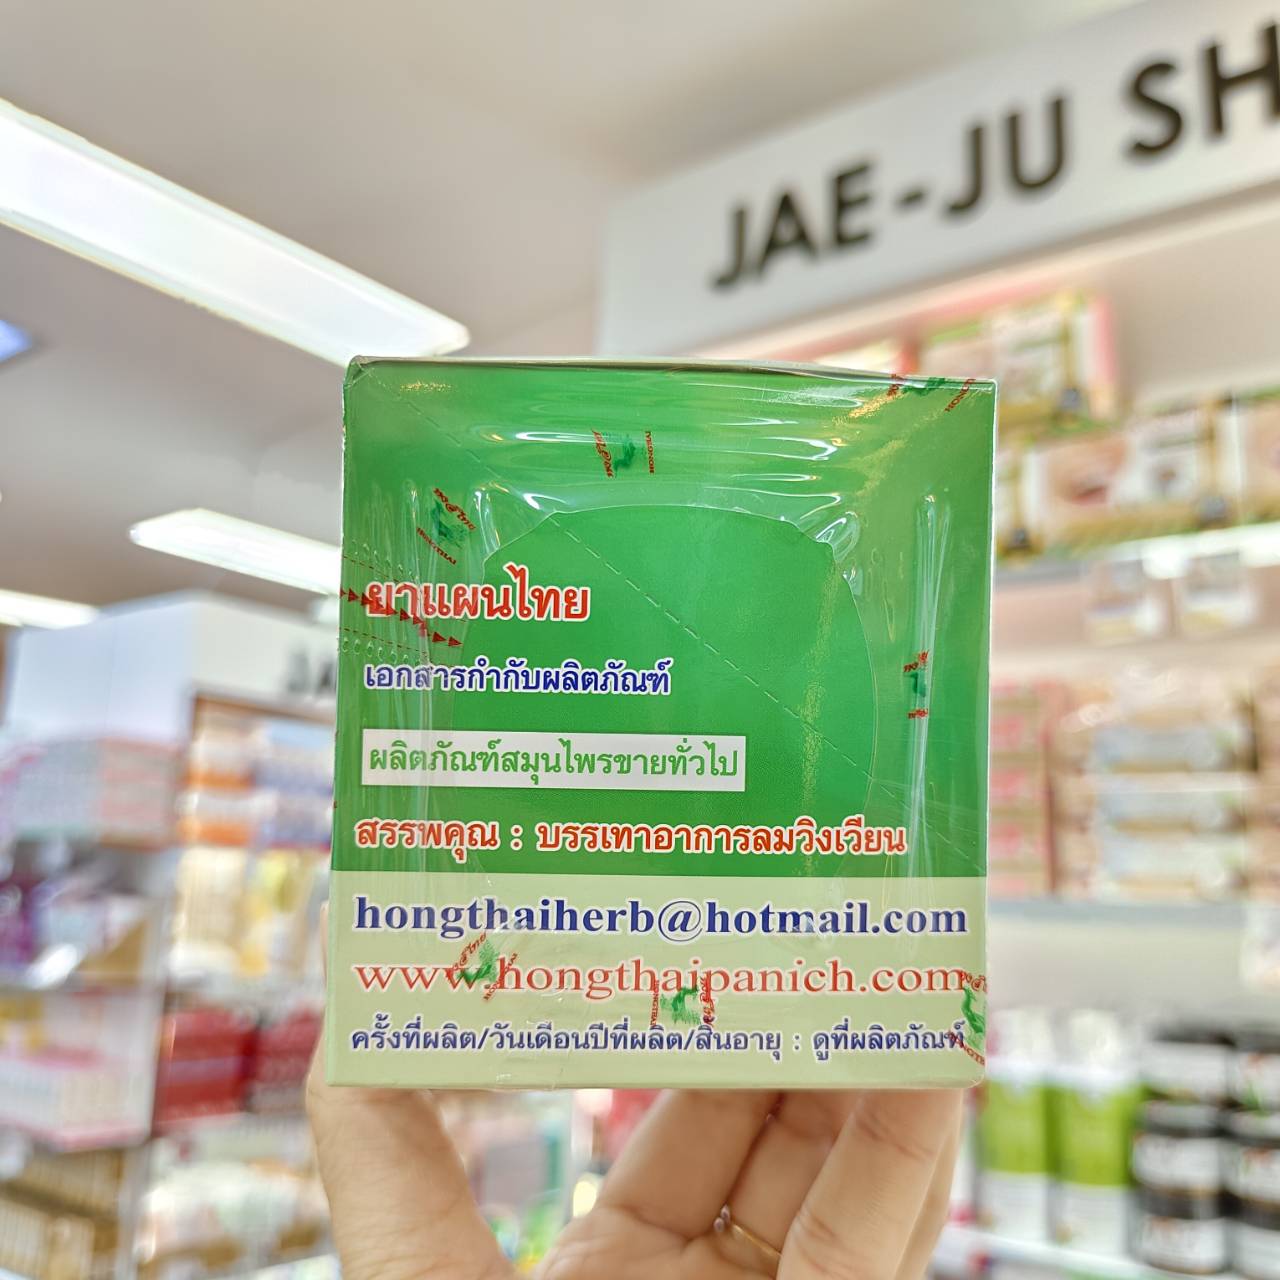 JAE-JU SH
ยาแผนไทย
เอกสารกำกับผลิตภัณฑ์
ผลิตภัณฑ์สมุนไพรขายทั่วไป
สรรพคุณ : บรรเทาอาการลมวิงเวียน
hongthaiherb@hotmail.com
www.hongthaipanich.com
ครั้งที่ผลิต/วันเดือนปีที่ผลิต/สิ้นอายุ : ดูที่ผลิตภัณฑ์